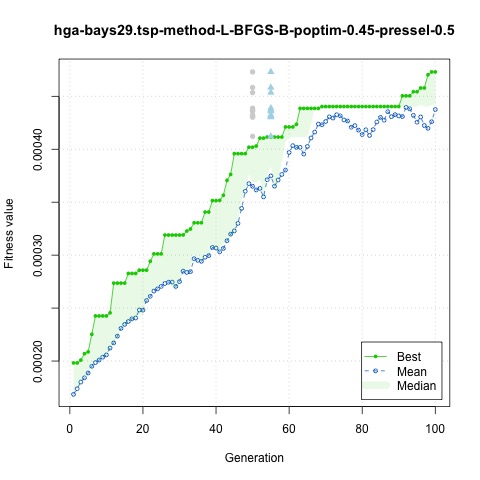 hga-bays29.tsp-method-L-BFGS-B-poptim-0.45-pressel-0.5
Fitness value
0.00040
0.00030
0.00020
Best
Mean
Median
0 20 40 60 80 100
Generation